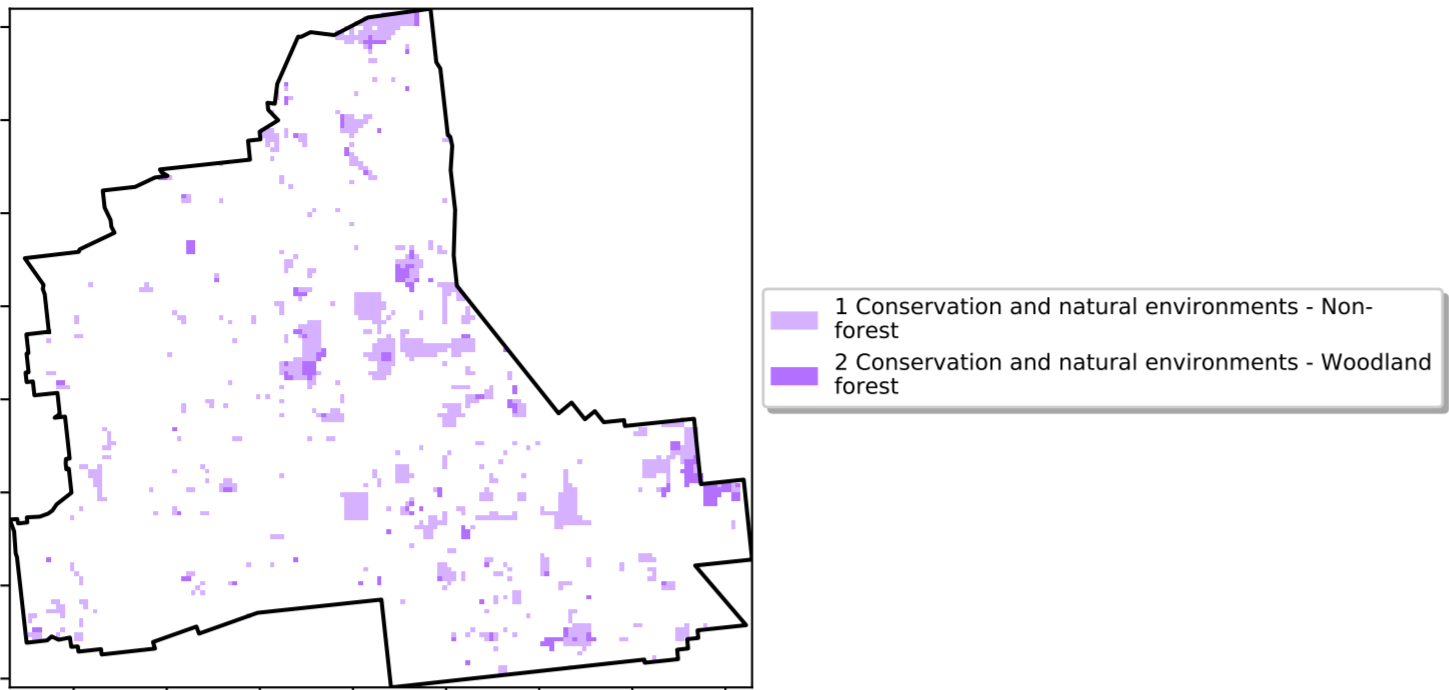 1 Conservation and natural environments - Non-
forest
2 Conservation and natural environments - Woodland
forest